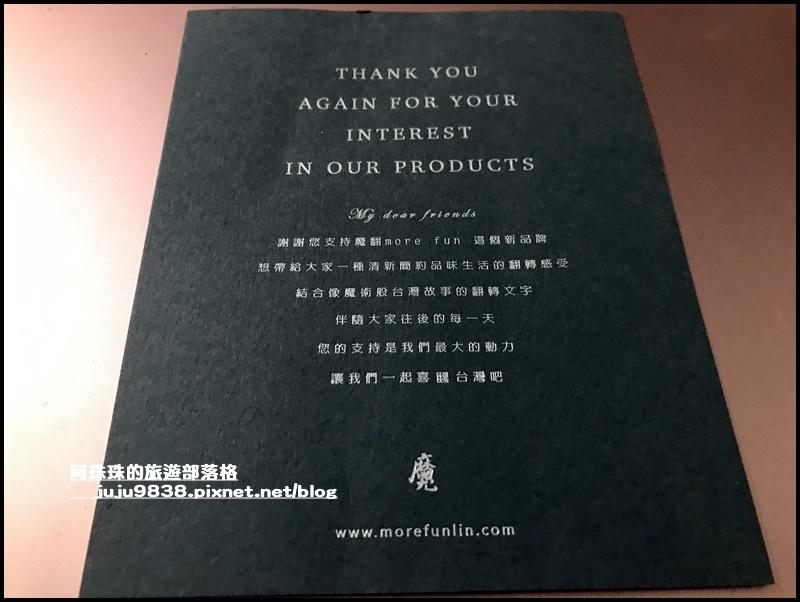 THANK YOU
AGAIN FOR YOUR
INTEREST
IN OUR PRODUCTS
My dear friends
謝謝您支持魔翻more fun 這個新品牌
想帶給大家一種清新簡約品味生活的翻轉感受
結合像魔術般台灣故事的翻轉文字
伴隨大家往後的每一天
您的支持是我們最大的動力
讓我們一起喜翻台灣吧
阿珠珠的旅遊部落格
juju9838.pixnet.net/blog
www.morefunlin.com